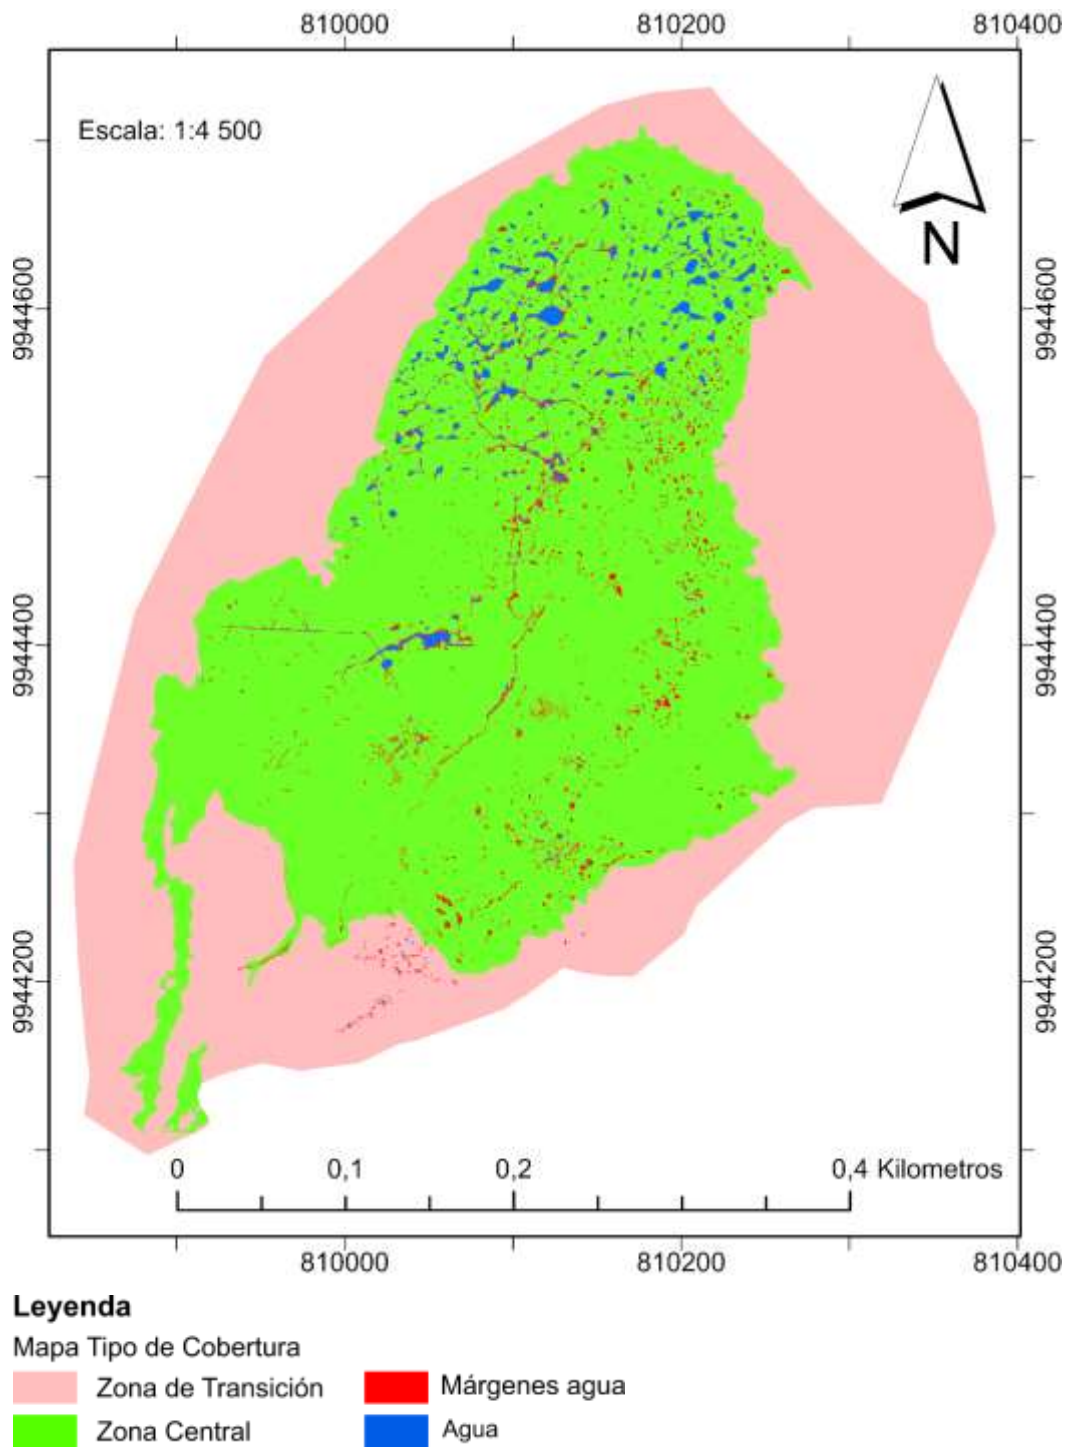 810000 810200 810400
Escala: 1:4 500
N
9944600 9944600
9944400 9944400
9944200 9944200
0 0,1 0,2 0,4 Kilometros
810000 810200 810400
Leyenda
Mapa Tipo de Cobertura
Zona de Transición Márgenes agua
Zona Central Agua